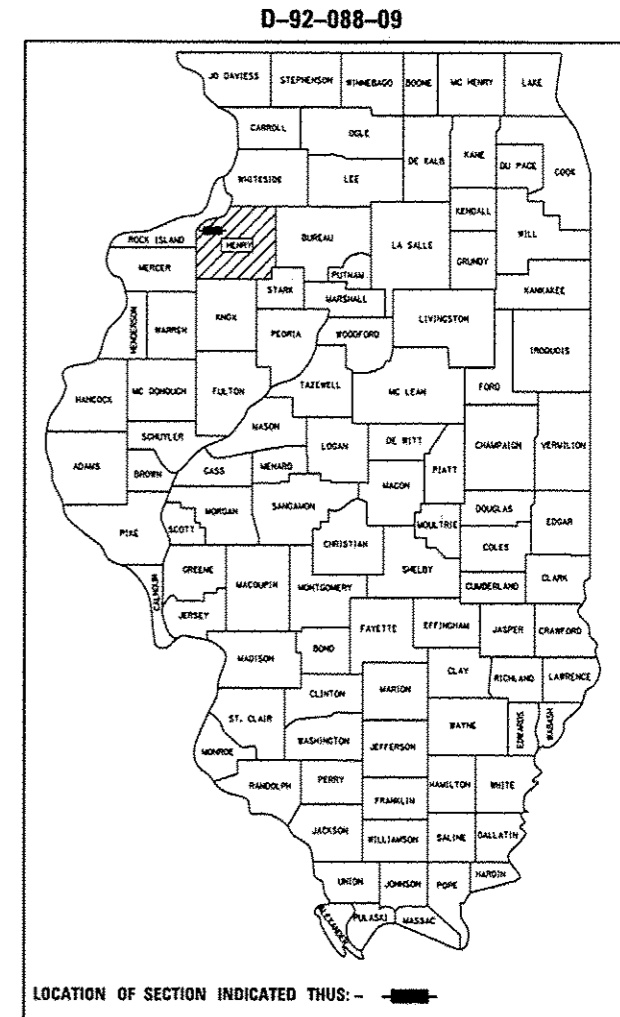 D-92-088-09
JO DAVIESS STEPHENSON WINNEBAGO BOONE MC HENRY LAKE
CARROLL OGLE DE KALB KANE DU PAGE COOK
WHITESIDE LEE
KENDALL WILL
ROCK ISLAND HENRY BUREAU LA SALLE GRUNDY
MERCER PUTNAM KANKAKEE
STARK MARSHALL
HENDERSON WARREN KNOX PEORIA WOODFORD LIVINGSTON IROQUOIS
HANCOCK MC DONOUGH FULTON TAZEWELL MC LEAN FORD
SCHUYLER MASON LOGAN DE WITT CHAMPAIGN VERMILION
ADAMS BROWN CASS MENARD MACON PIATT
PIKE SCOTT MORGAN SANGAMON CHRISTIAN MOULTRIE DOUGLAS EDGAR
COLES
GREENE MACOUPIN MONTGOMERY SHELBY CUMBERLAND CLARK
CALHOUN JERSEY
FAYETTE EFFINGHAM JASPER CRAWFORD
MADISON BOND
CLAY RICHLAND LAWRENCE
CLINTON MARION
ST. CLAIR WAYNE EDWARDS WABASH
WASHINGTON JEFFERSON
MONROE
RANDOLPH PERRY HAMILTON WHITE
FRANKLIN
JACKSON WILLIAMSON SALINE GALLATIN
UNION JOHNSON POPE HARDIN
ALEXANDER PULASKI MASSAC
LOCATION OF SECTION INDICATED THUS: -